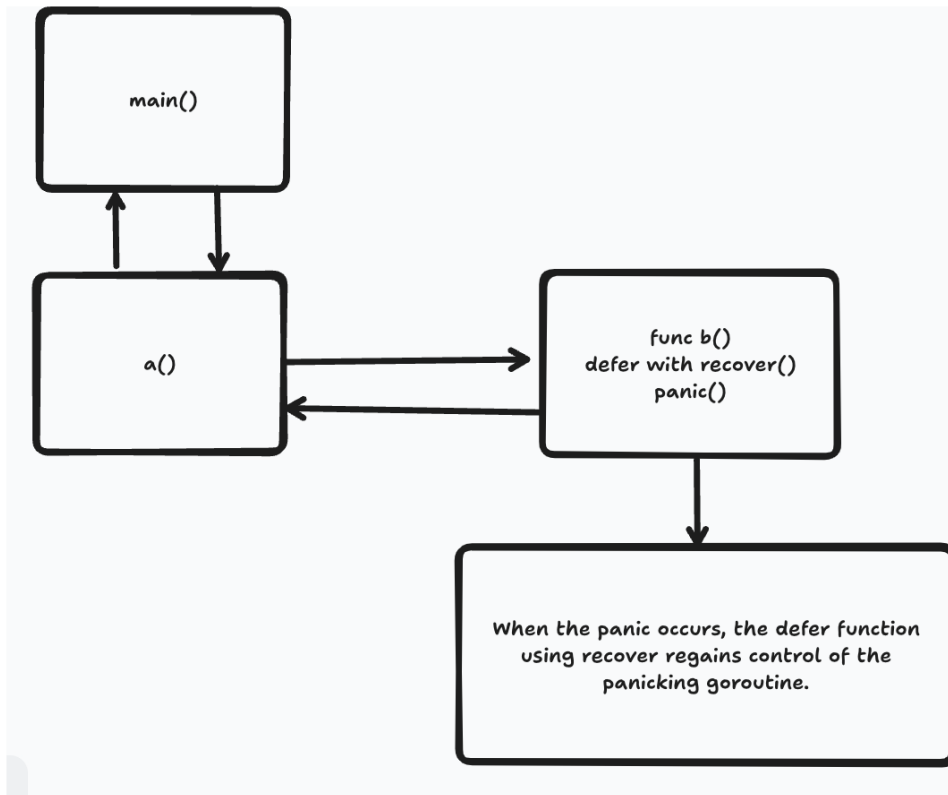 main()
a()
func b()
defer with recover()
panic()
When the panic occurs, the defer function
using recover regains control of the
panicking goroutine.